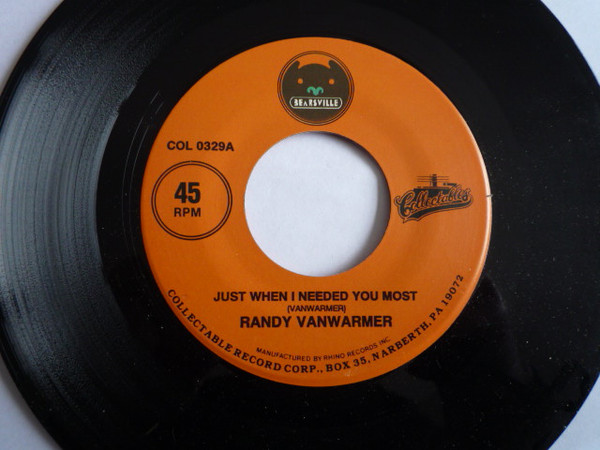 BEARSVILLE
COL 0329A
45
RPM
Collectables
JUST WHEN I NEEDED YOU MOST
(VANWARMER)
RANDY VANWARMER
MANUFACTURED BY RHINO RECORDS INC.
COLLECTABLE RECORD CORP., BOX 35, NARBERTH, PA 19072